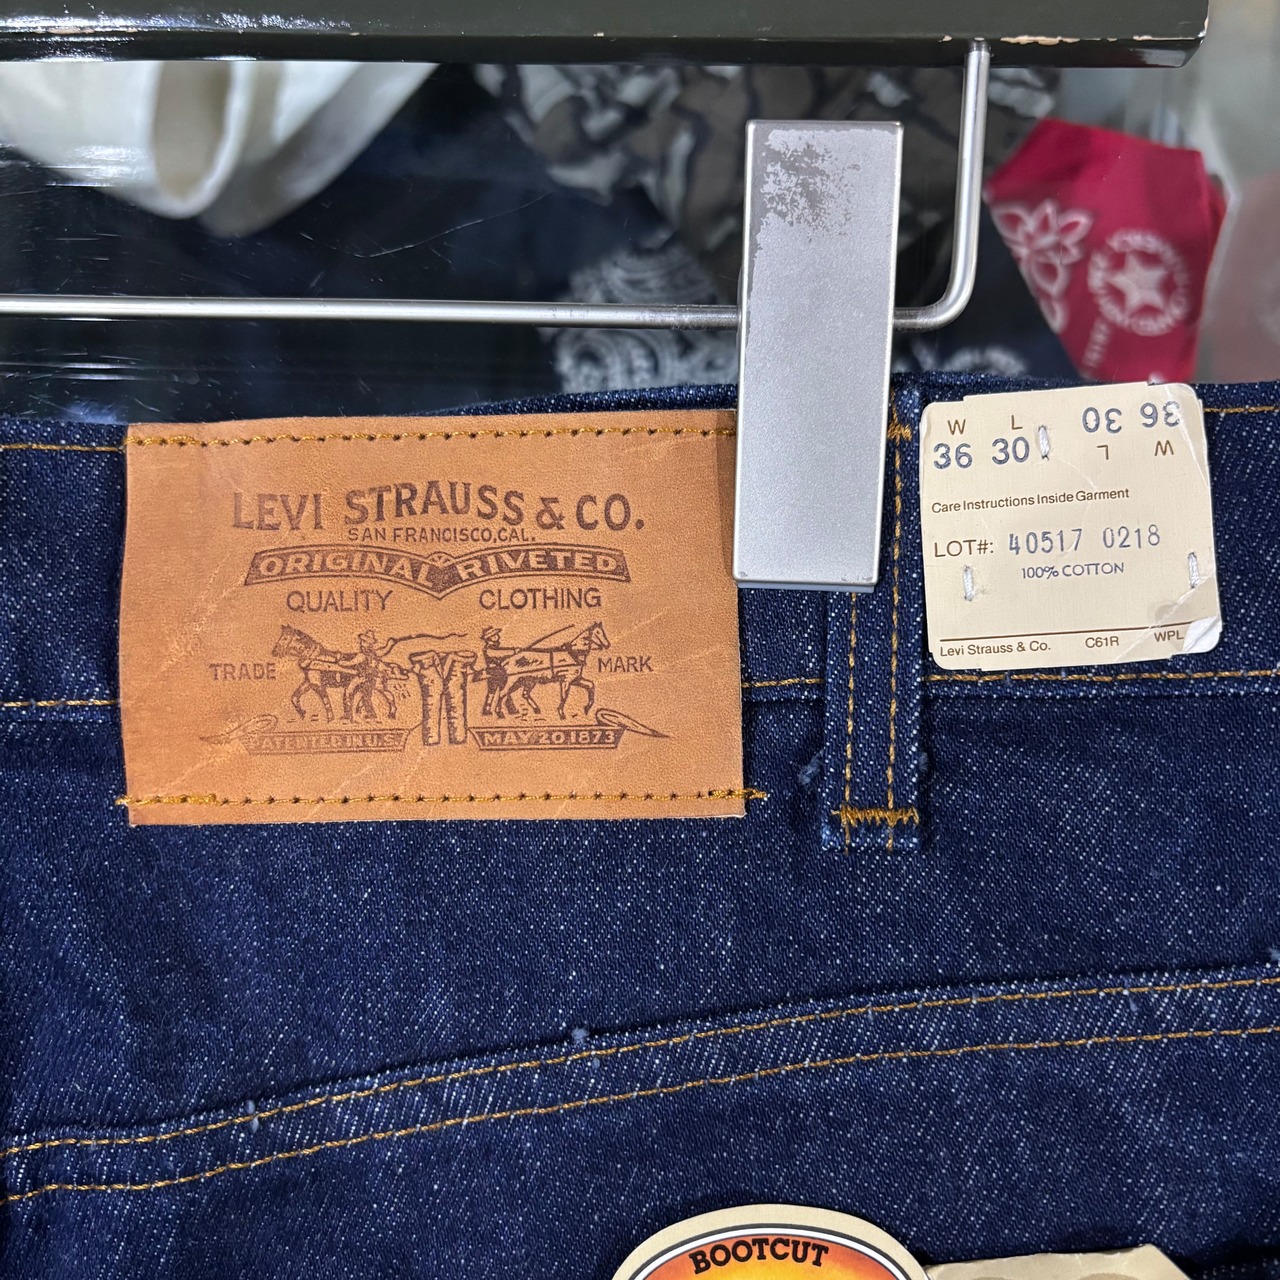 LEVI STRAUSS & CO.
SAN FRANCISCO, CAL.
ORIGINAL RIVETED
QUALITY CLOTHING
TRADE MARK
PATENTED IN U.S. MAY 20 1873
W L
36 30
30 36
L W
Care Instructions Inside Garment
LOT#: 40517 0218
100% COTTON
Levi Strauss & Co. C61R WPL
BOOTCUT